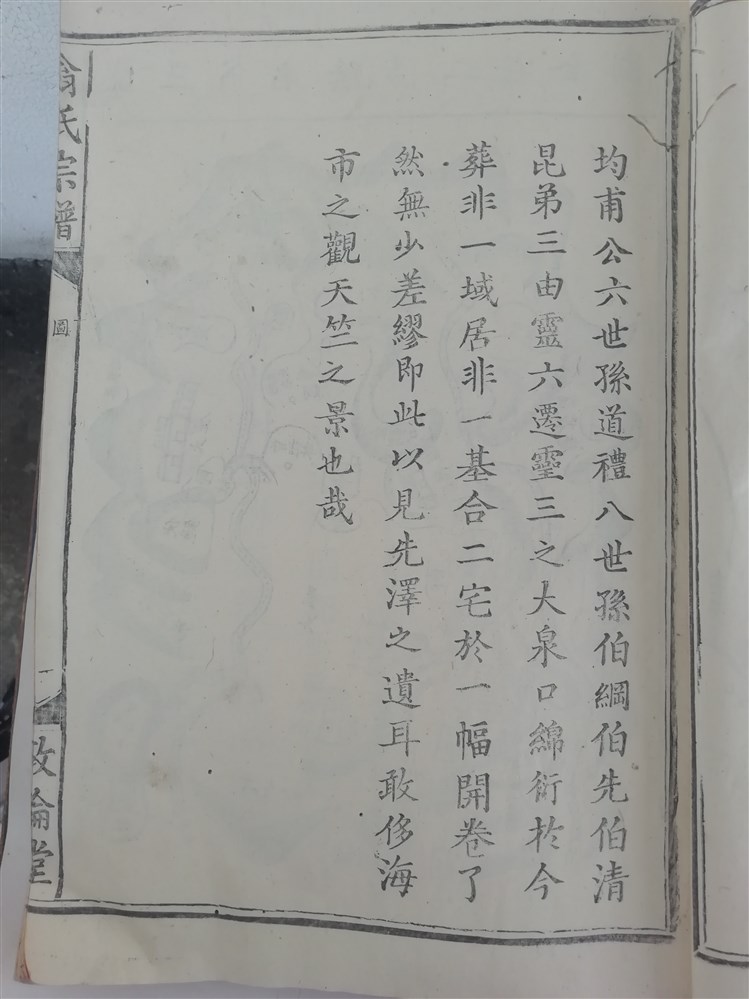 均甫公六世孫道禮八世孫伯綱伯先伯清
昆弟三由靈六遷靈三之大泉口綿衍於今
葬非一域居非一基合二宅於一幅開卷了
然無少差繆即此以見先澤之遺耳敢侈海
市之觀天竺之景也哉
翁氏宗譜
圖
敦倫堂